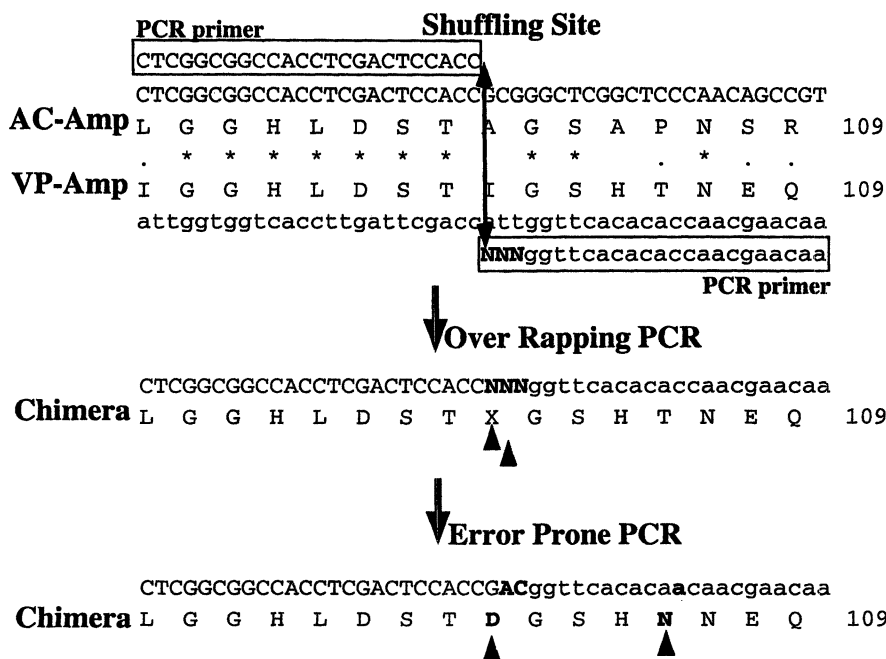 PCR primer
Shuffling Site
CTCGGCGGCCACCTCGACTCCACC
CTCGGCGGCCACCTCGACTCCACCGCGGGCTCGGCTCCCAACAGCCGT
AC-Amp L G G H L D S T A G S A P N S R 109
. * * * * * * * * * . * . .
VP-Amp I G G H L D S T I G S H T N E Q 109
attggtggtcaccttgattcgaccattggttcacacaccaacgaacaa
NNNggttcacacaccaacgaacaa
PCR primer
Over Rapping PCR
CTCGGCGGCCACCTCGACTCCACCNNNggttcacacaccaacgaacaa
Chimera L G G H L D S T X G S H T N E Q 109
Error Prone PCR
CTCGGCGGCCACCTCGACTCCACCGACggttcacacaacaacgaacaa
Chimera L G G H L D S T D G S H N N E Q 109